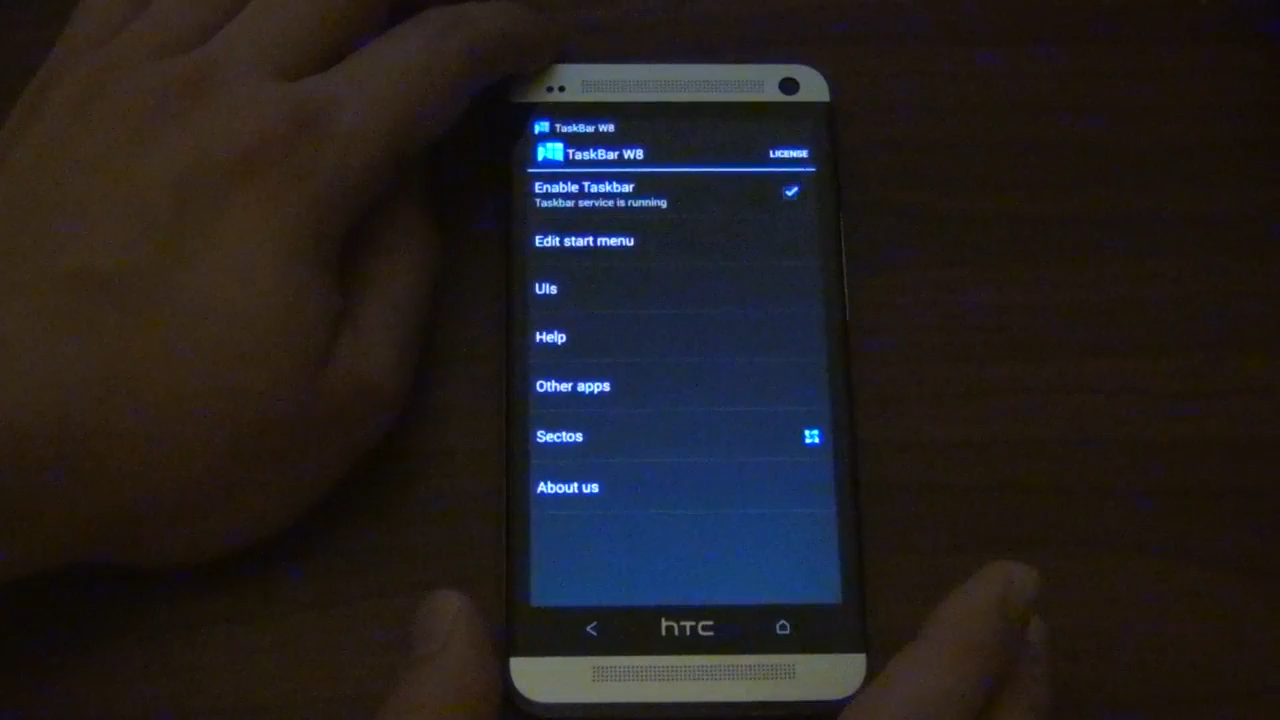 TaskBar W8
TaskBar W8 LICENSE
Enable Taskbar
Taskbar service is running
Edit start menu
UIs
Help
Other apps
Sectos
About us
hTC